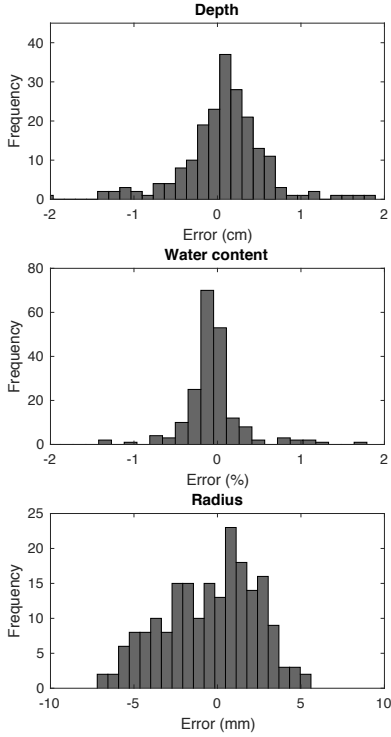 Depth
40
30
20
10
0
Frequency
-2 -1 0 1 2
Error (cm)
Water content
80
60
40
20
0
Frequency
-2 -1 0 1 2
Error (%)
Radius
25
20
15
10
5
0
Frequency
-10 -5 0 5 10
Error (mm)